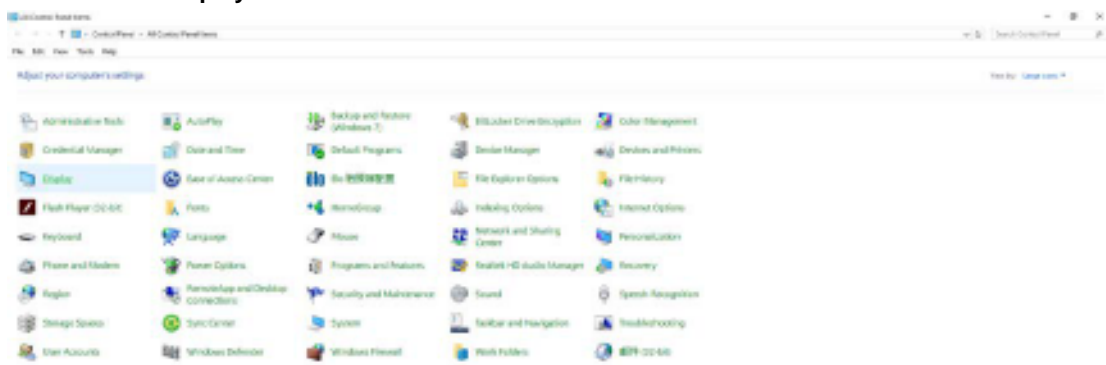 All Control Panel Items
Control Panel
All Control Panel Items
Search Control Panel
File Edit View Tools Help
Adjust your computer's settings
View by: Large icons
Administrative Tools
AutoPlay
Backup and Restore
(Windows 7)
BitLocker Drive Encryption
Color Management
Credential Manager
Date and Time
Default Programs
Device Manager
Devices and Printers
Display
Ease of Access Center
File Explorer Options
File History
Flash Player (32-bit)
Fonts
HomeGroup
Indexing Options
Internet Options
Keyboard
Language
Mouse
Network and Sharing
Center
Personalization
Phone and Modem
Power Options
Programs and Features
Realtek HD Audio Manager
Recovery
Region
RemoteApp and Desktop
Connections
Security and Maintenance
Sound
Speech Recognition
Storage Spaces
Sync Center
System
Taskbar and Navigation
Troubleshooting
User Accounts
Windows Defender
Windows Firewall
Work Folders
(32-bit)